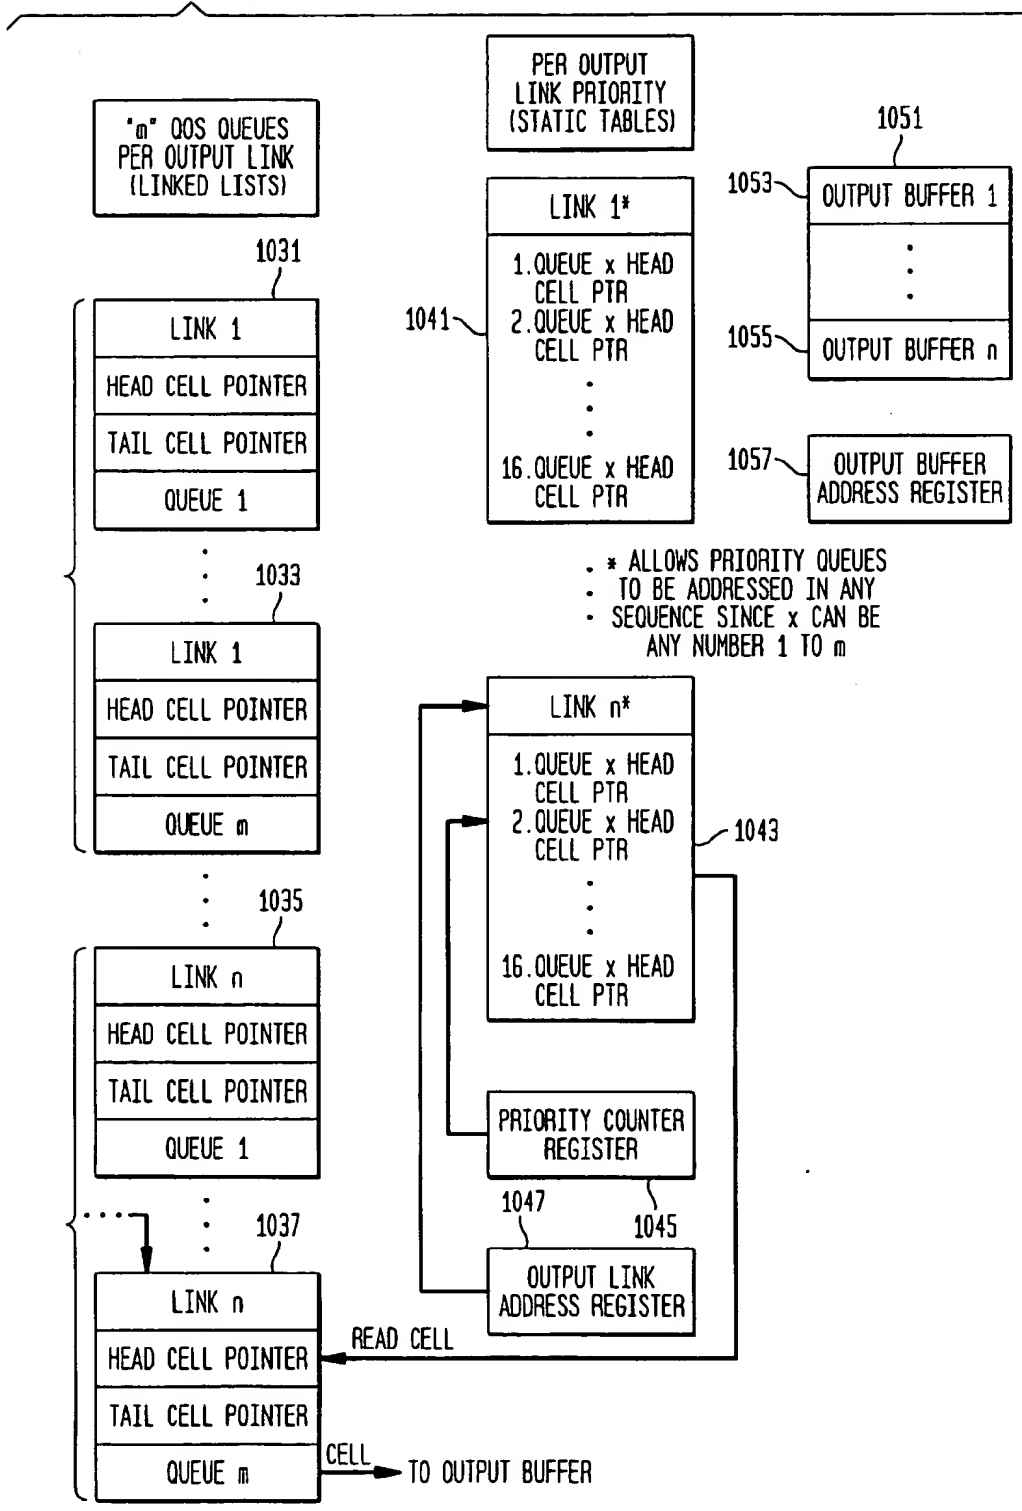 "m" QOS QUEUES
PER OUTPUT LINK
(LINKED LISTS)
1031
LINK 1
HEAD CELL POINTER
TAIL CELL POINTER
QUEUE 1
1033
LINK 1
HEAD CELL POINTER
TAIL CELL POINTER
QUEUE m
1035
LINK n
HEAD CELL POINTER
TAIL CELL POINTER
QUEUE 1
1037
LINK n
HEAD CELL POINTER
TAIL CELL POINTER
QUEUE m
READ CELL
CELL
TO OUTPUT BUFFER
PER OUTPUT
LINK PRIORITY
(STATIC TABLES)
1041
LINK 1*
1. QUEUE x HEAD
CELL PTR
2. QUEUE x HEAD
CELL PTR
16. QUEUE x HEAD
CELL PTR
* ALLOWS PRIORITY QUEUES
TO BE ADDRESSED IN ANY
SEQUENCE SINCE x CAN BE
ANY NUMBER 1 TO m
LINK n*
1. QUEUE x HEAD
CELL PTR
2. QUEUE x HEAD
CELL PTR
16. QUEUE x HEAD
CELL PTR
1043
PRIORITY COUNTER
REGISTER
1045
1047
OUTPUT LINK
ADDRESS REGISTER
1051
1053
OUTPUT BUFFER 1
1055
OUTPUT BUFFER n
1057
OUTPUT BUFFER
ADDRESS REGISTER